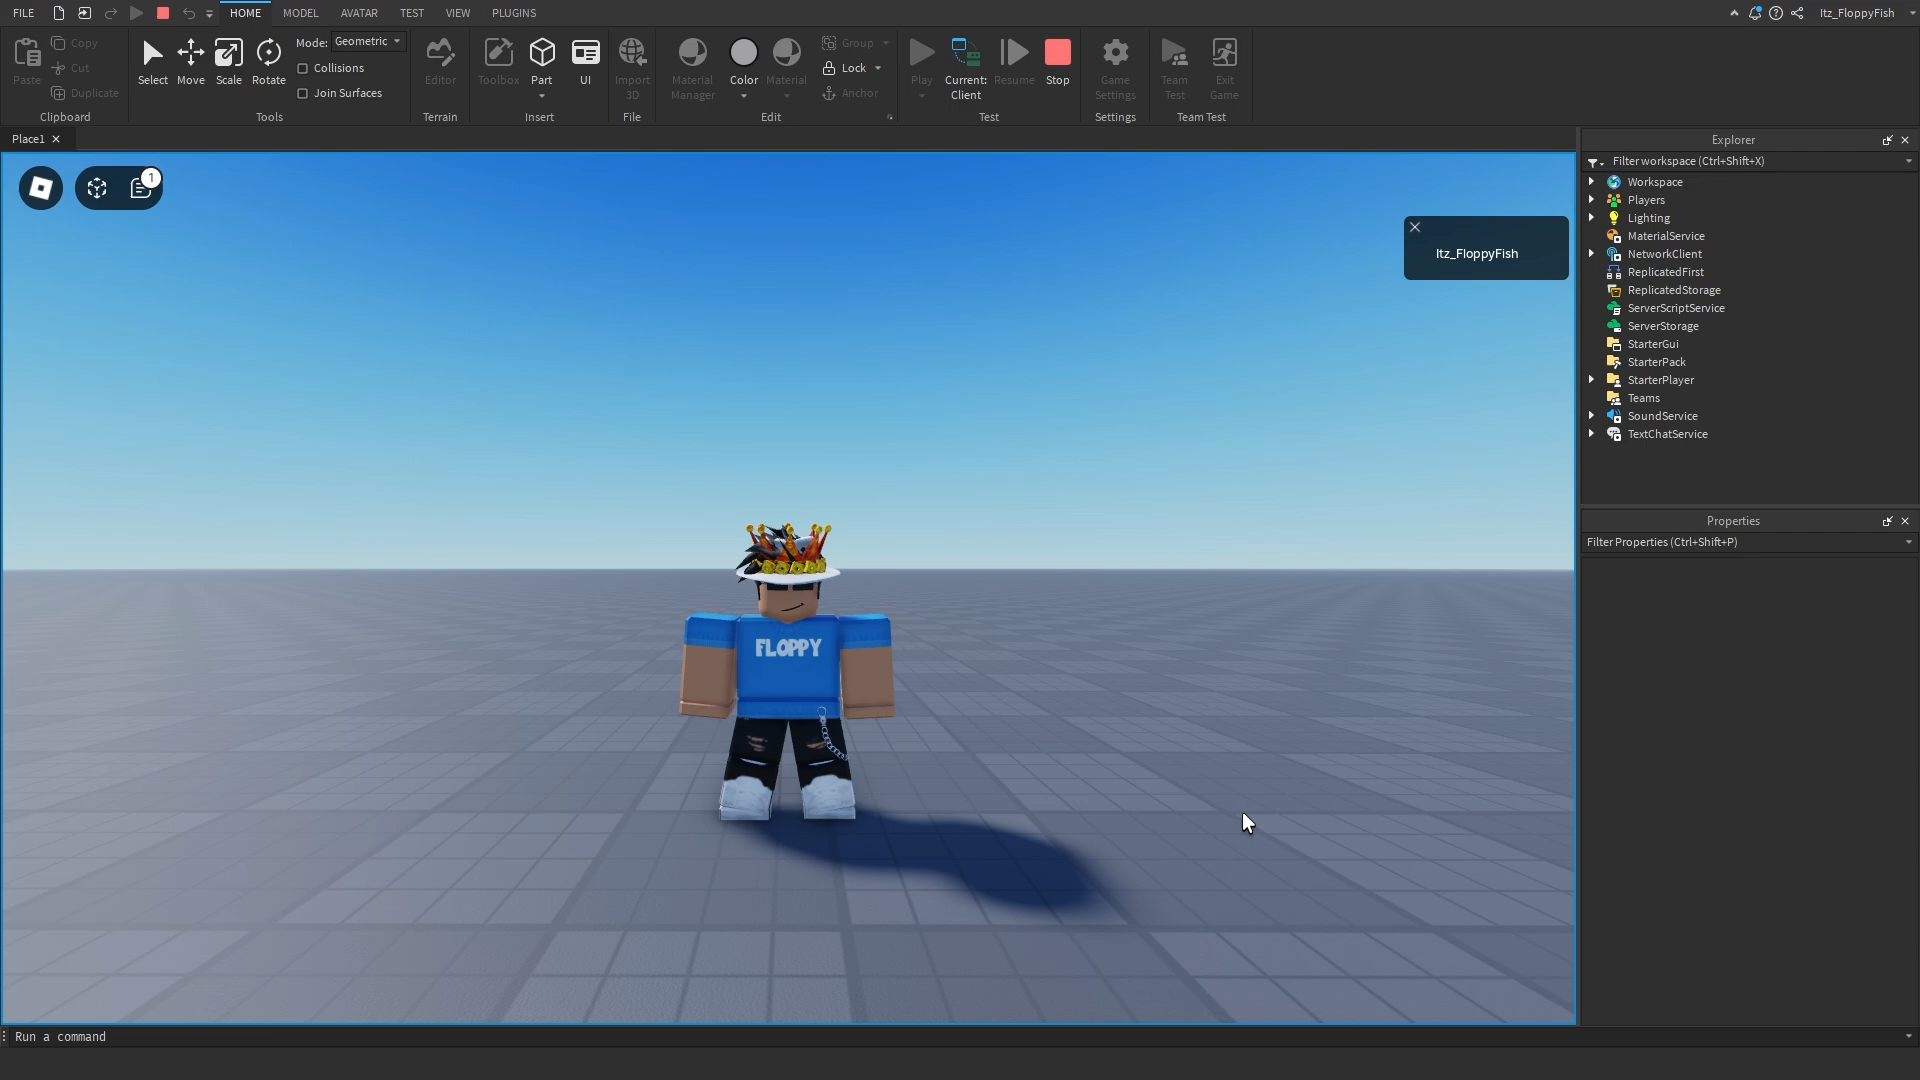 FILE HOME MODEL AVATAR TEST VIEW PLUGINS Itz_FloppyFish
Paste Copy Cut Duplicate
Clipboard
Select Move Scale Rotate
Mode: Geometric
Collisions
Join Surfaces
Tools
Editor
Terrain
Toolbox Part UI
Insert
Import 3D
File
Material Manager Color Material
Group
Lock
Anchor
Edit
Play Current: Client Resume Stop
Test
Game Settings
Settings
Team Test Exit Game
Team Test
Place1
1
Itz_FloppyFish
FLOPPY
Explorer
Filter workspace (Ctrl+Shift+X)
Workspace
Players
Lighting
MaterialService
NetworkClient
ReplicatedFirst
ReplicatedStorage
ServerScriptService
ServerStorage
StarterGui
StarterPack
StarterPlayer
Teams
SoundService
TextChatService
Properties
Filter Properties (Ctrl+Shift+P)
Run a command